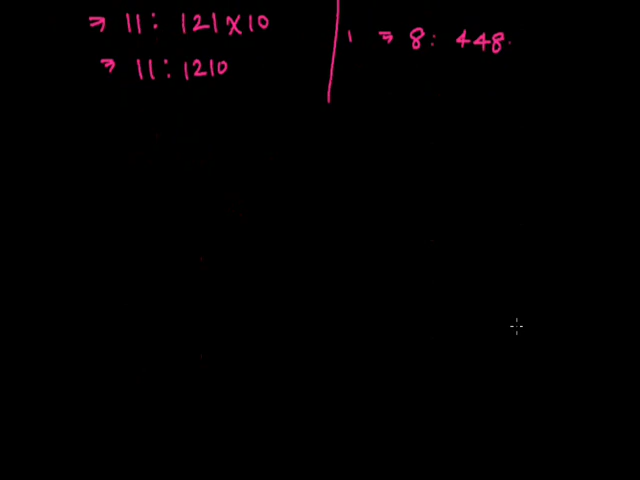 ⇒ 11 : 121 × 10
⇒ 11 : 1210
⇒ 8 : 448.